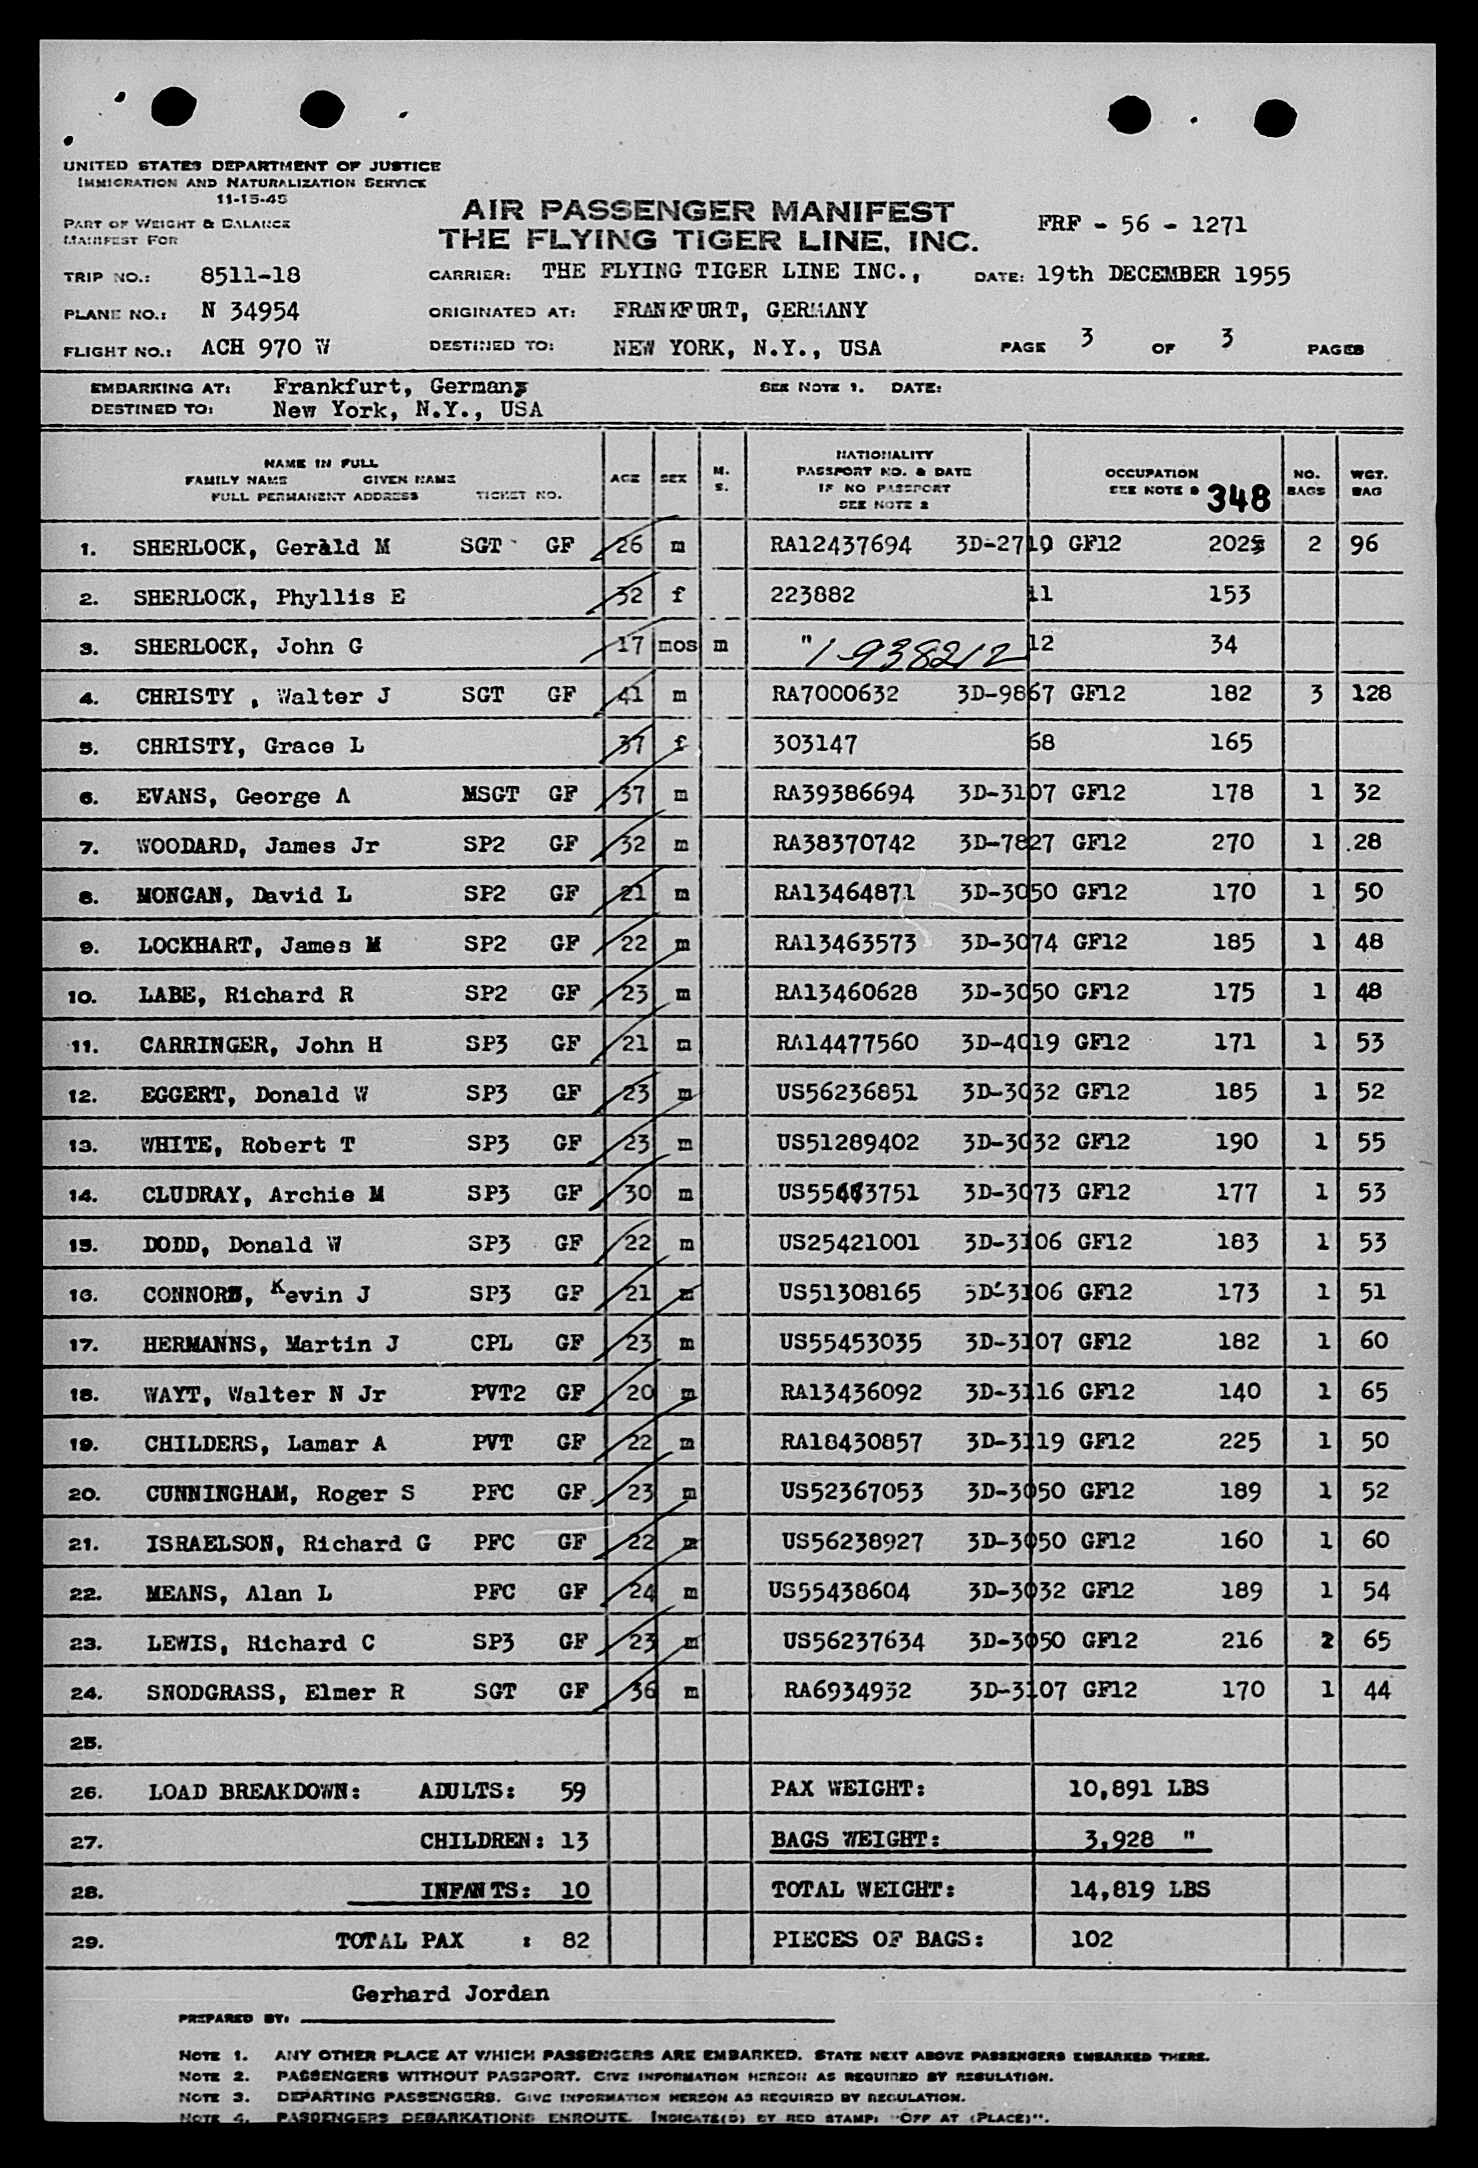 UNITED STATES DEPARTMENT OF JUSTICE
IMMIGRATION AND NATURALIZATION SERVICE
11-15-45
PART OF WEIGHT & BALANCE
MANIFEST FOR
AIR PASSENGER MANIFEST
THE FLYING TIGER LINE, INC.
FRF - 56 - 1271
TRIP NO.: 8511-18 CARRIER: THE FLYING TIGER LINE INC., DATE: 19th DECEMBER 1955
PLANE NO.: N 34954 ORIGINATED AT: FRANKFURT, GERMANY
FLIGHT NO.: ACH 970 W DESTINED TO: NEW YORK, N.Y., USA PAGE 3 OF 3 PAGES
EMBARKING AT: Frankfurt, Germany SEE NOTE 1. DATE:
DESTINED TO: New York, N.Y., USA
NAME IN FULL
FAMILY NAME GIVEN NAME
FULL PERMANENT ADDRESS TICKET NO.
AGE SEX M. S.
NATIONALITY
PASSPORT NO. & DATE
IF NO PASSPORT
SEE NOTE 2
OCCUPATION
SEE NOTE 348
NO. BAGS
WGT. BAG
1. SHERLOCK, Gerald M SGT GF 26 m RA12437694 3D-2719 GF12 202 2 96
2. SHERLOCK, Phyllis E 32 f 223882 11 153
3. SHERLOCK, John G 17 mos m " 1938212 12 34
4. CHRISTY , Walter J SGT GF 41 m RA7000632 3D-9867 GF12 182 3 128
5. CHRISTY, Grace L 37 f 303147 68 165
6. EVANS, George A MSGT GF 37 m RA39386694 3D-3107 GF12 178 1 32
7. WOODARD, James Jr SP2 GF 32 m RA38370742 3D-7827 GF12 270 1 28
8. MONGAN, David L SP2 GF 21 m RA13464871 3D-3050 GF12 170 1 50
9. LOCKHART, James M SP2 GF 22 m RA13463573 3D-3074 GF12 185 1 48
10. LABE, Richard R SP2 GF 23 m RA13460628 3D-3050 GF12 175 1 48
11. CARRINGER, John H SP3 GF 21 m RA14477560 3D-4019 GF12 171 1 53
12. EGGERT, Donald W SP3 GF 23 m US56236851 3D-3032 GF12 185 1 52
13. WHITE, Robert T SP3 GF 23 m US51289402 3D-3032 GF12 190 1 55
14. CLUDRAY, Archie M SP3 GF 30 m 3D-3073 GF12 177 1 53
15. DODD, Donald W SP3 GF 22 m US25421001 3D-3106 GF12 183 1 53
16. CONNORS, Kevin J SP3 GF 21 m US51308165 3D-3106 GF12 173 1 51
17. HERMANNS, Martin J CPL GF 23 m US55453035 3D-3107 GF12 182 1 60
18. WAYT, Walter N Jr PVT2 GF 20 m RA13436092 3D-3116 GF12 140 1 65
19. CHILDERS, Lamar A PVT GF 22 m RA18430857 3D-3119 GF12 225 1 50
20. CUNNINGHAM, Roger S PFC GF 23 m US52367053 3D-3050 GF12 189 1 52
21. ISRAELSON, Richard G PFC GF 22 m US56238927 3D-3050 GF12 160 1 60
22. MEANS, Alan L PFC GF 24 m US55438604 3D-3032 GF12 189 1 54
23. LEWIS, Richard C SP3 GF 23 m US56237634 3D-3050 GF12 216 2 65
24. SNODGRASS, Elmer R SGT GF 36 m RA6934952 3D-3107 GF12 170 1 44
25.
26. LOAD BREAKDOWN: ADULTS: 59 PAX WEIGHT: 10,891 LBS
27. CHILDREN: 13 BAGS WEIGHT: 3,928 "
28. INFANTS: 10 TOTAL WEIGHT: 14,819 LBS
29. TOTAL PAX : 82 PIECES OF BAGS: 102
Gerhard Jordan
PREPARED BY:
NOTE 1. ANY OTHER PLACE AT WHICH PASSENGERS ARE EMBARKED. STATE NEXT ABOVE PASSENGERS EMBARKED THERE.
NOTE 2. PASSENGERS WITHOUT PASSPORT. GIVE INFORMATION HEREON AS REQUIRED BY REGULATION.
NOTE 3. DEPARTING PASSENGERS. GIVE INFORMATION HEREON AS REQUIRED BY REGULATION.
NOTE 4. PASSENGERS DEBARKATIONS ENROUTE. INDICATE(D) BY RED STAMP: "OFF AT (PLACE)".